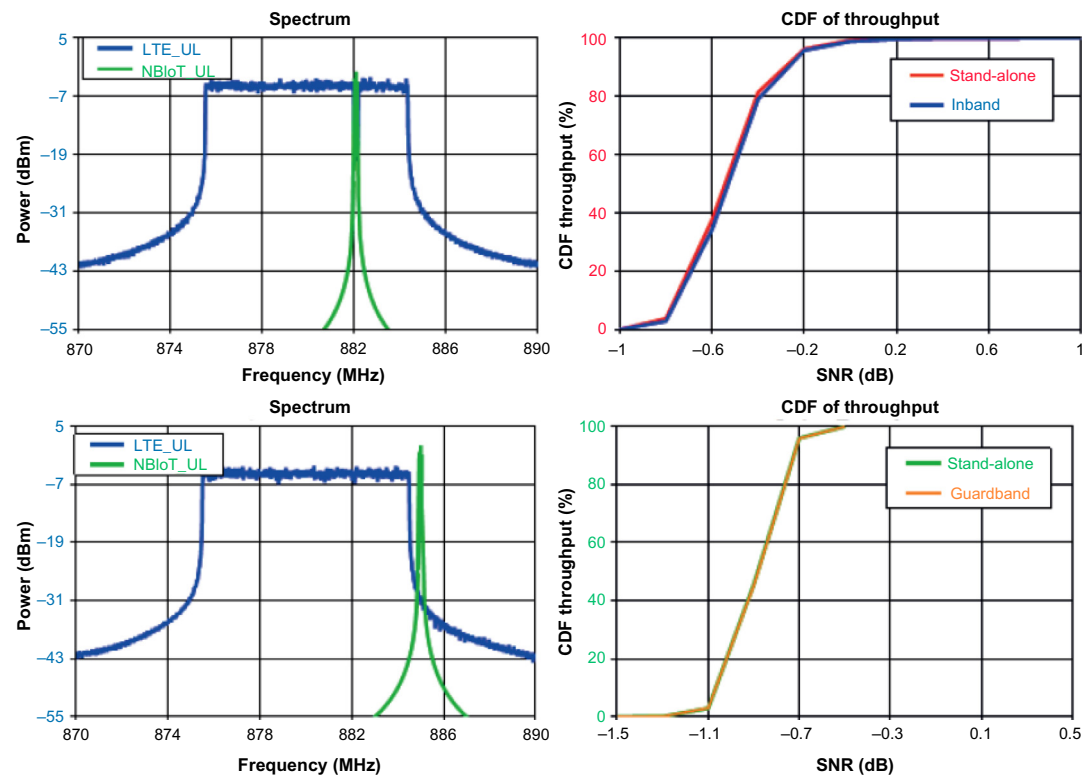 Spectrum
LTE_UL
NBIoT_UL
5
–7
–19
–31
–43
–55
Power (dBm)
870 874 878 882 886 890
Frequency (MHz)
CDF of throughput
Stand-alone
Inband
100
80
60
40
20
0
CDF throughput (%)
–1 –0.6 –0.2 0.2 0.6 1
SNR (dB)
Spectrum
LTE_UL
NBIoT_UL
5
–7
–19
–31
–43
–55
Power (dBm)
870 874 878 882 886 890
Frequency (MHz)
CDF of throughput
Stand-alone
Guardband
100
80
60
40
20
0
CDF throughput (%)
–1.5 –1.1 –0.7 –0.3 0.1 0.5
SNR (dB)